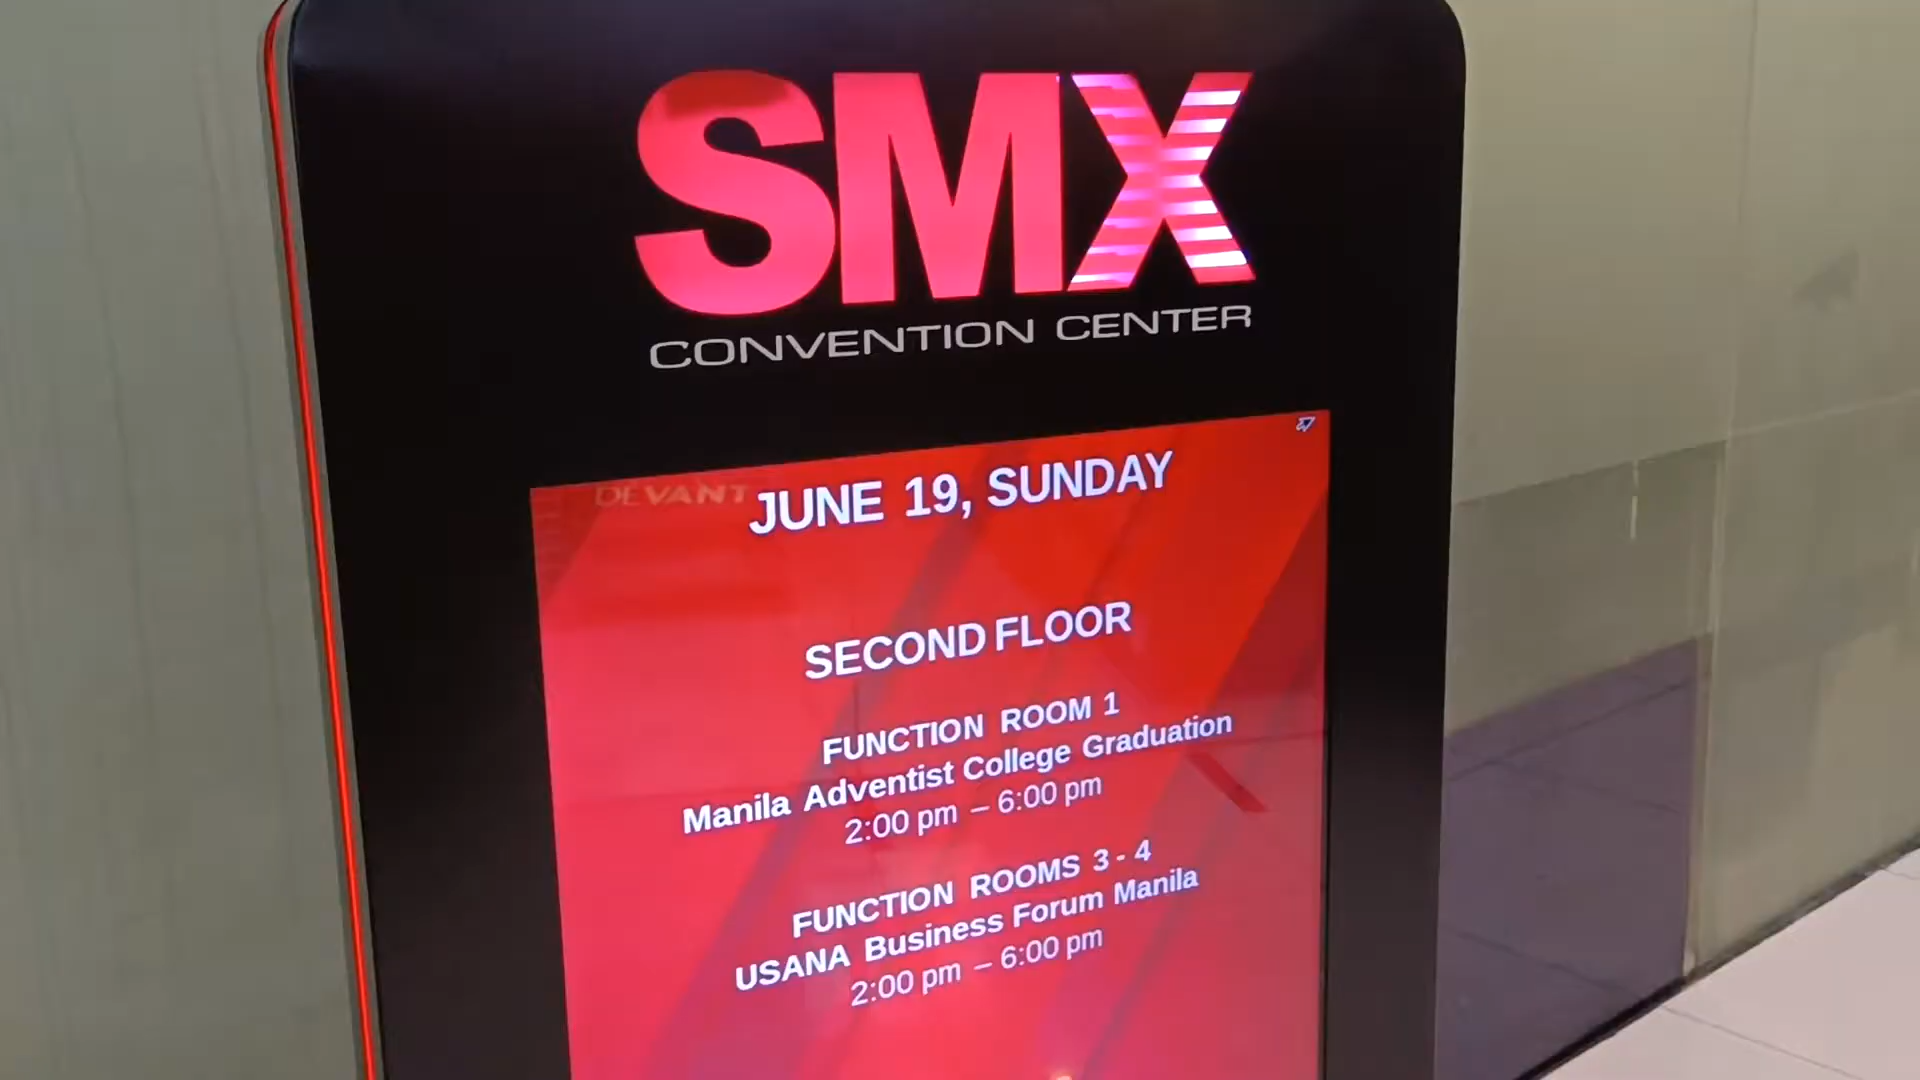 SMX
CONVENTION CENTER
DEVANT
JUNE 19, SUNDAY
SECOND FLOOR
FUNCTION ROOM 1
Manila Adventist College Graduation
2:00 pm – 6:00 pm
FUNCTION ROOMS 3 - 4
USANA Business Forum Manila
2:00 pm – 6:00 pm